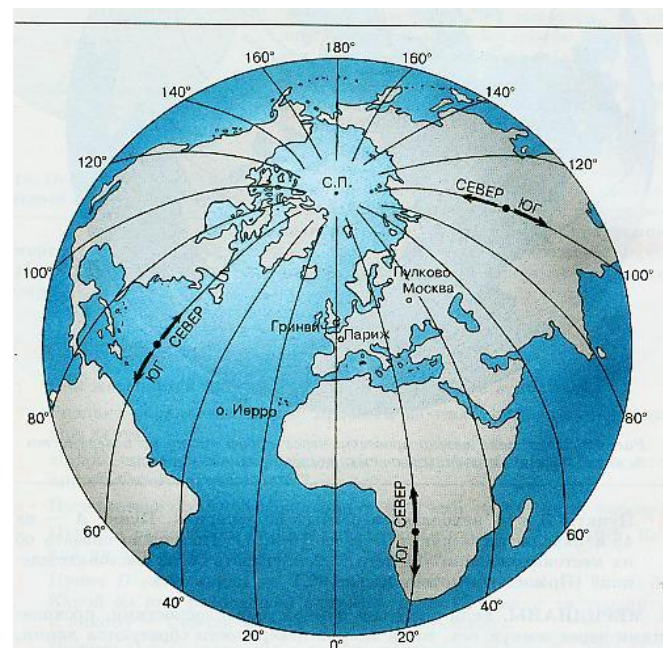 180°
160° 160°
140° 140°
120° 120°
С.П.
СЕВЕР ЮГ
100° 100°
Пулково
Москва
Гринвич
Париж
СЕВЕР
ЮГ
о. Иерро
80° 80°
СЕВЕР
ЮГ
60° 60°
40° 40°
20° 20°
0°